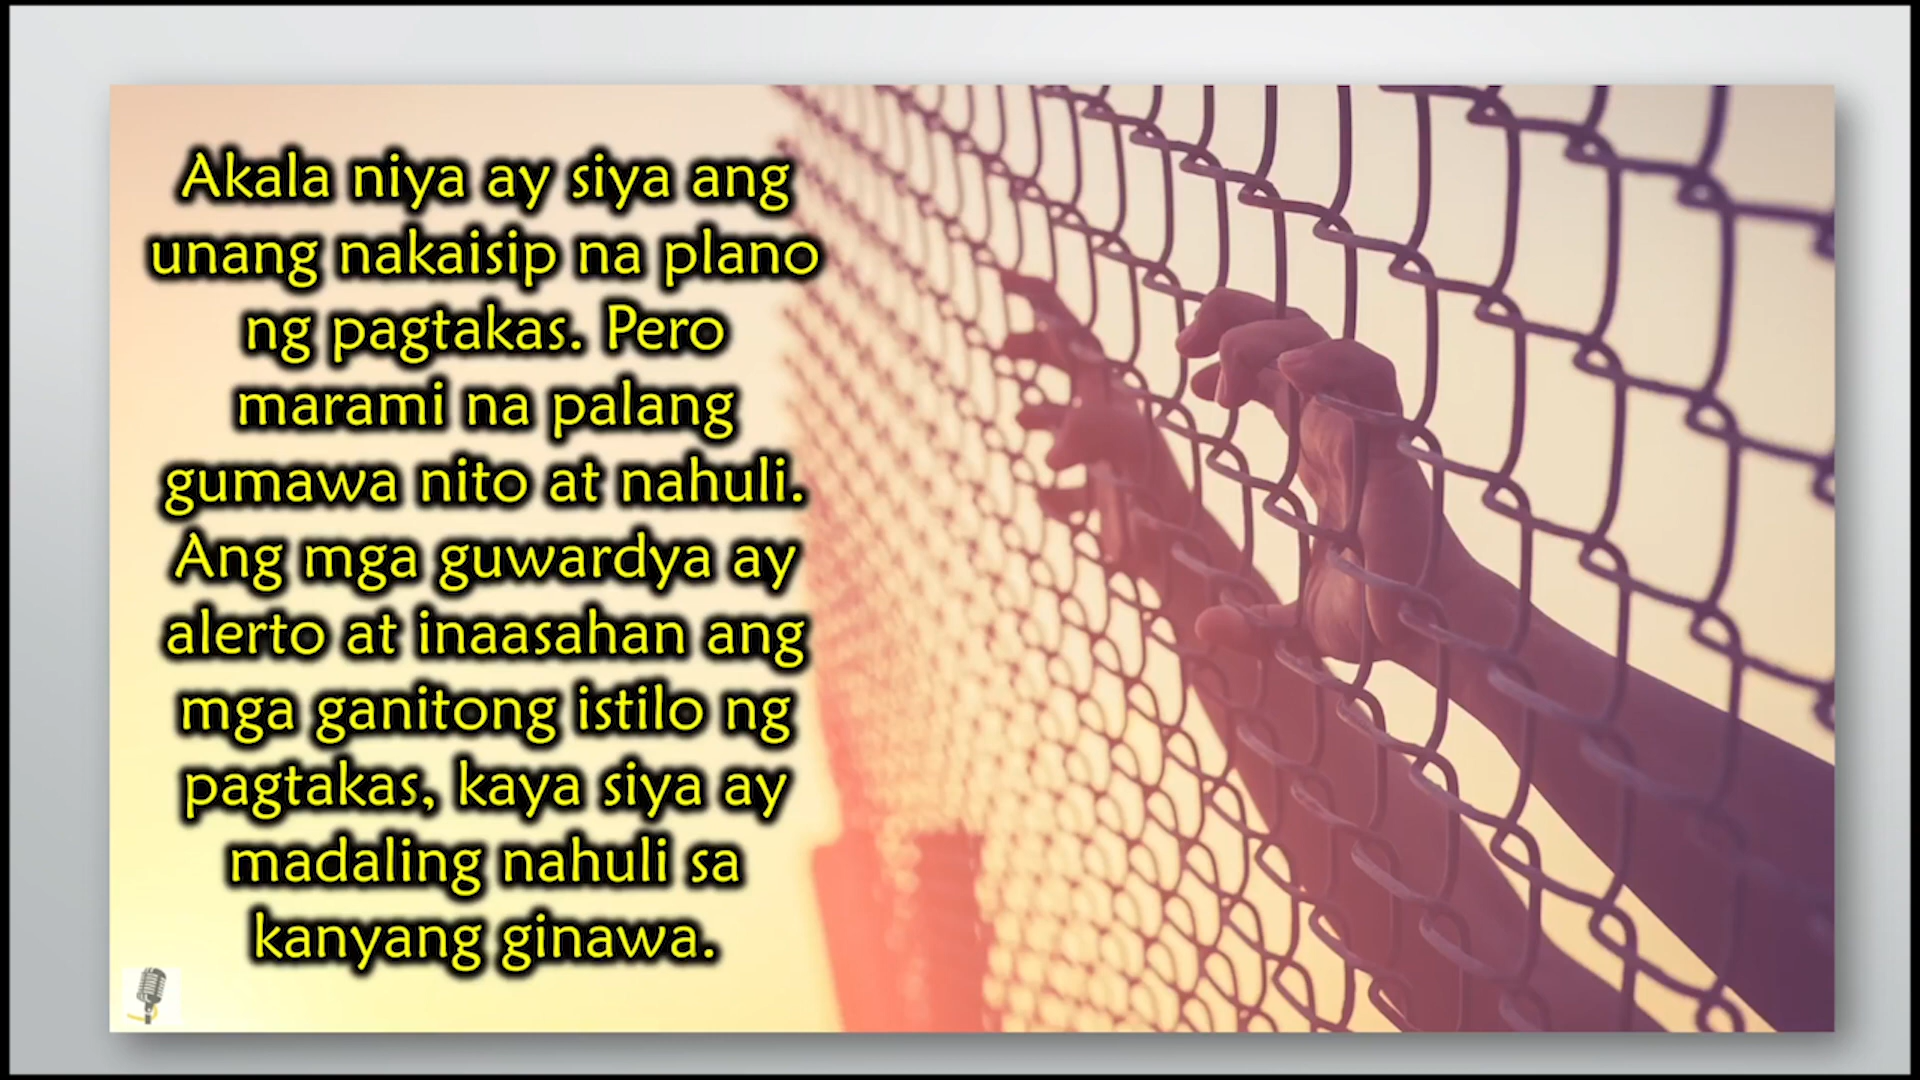 Akala niya ay siya ang
unang nakaisip na plano
ng pagtakas. Pero
marami na palang
gumawa nito at nahuli.
Ang mga guwardya ay
alerto at inaasahan ang
mga ganitong istilo ng
pagtakas, kaya siya ay
madaling nahuli sa
kanyang ginawa.